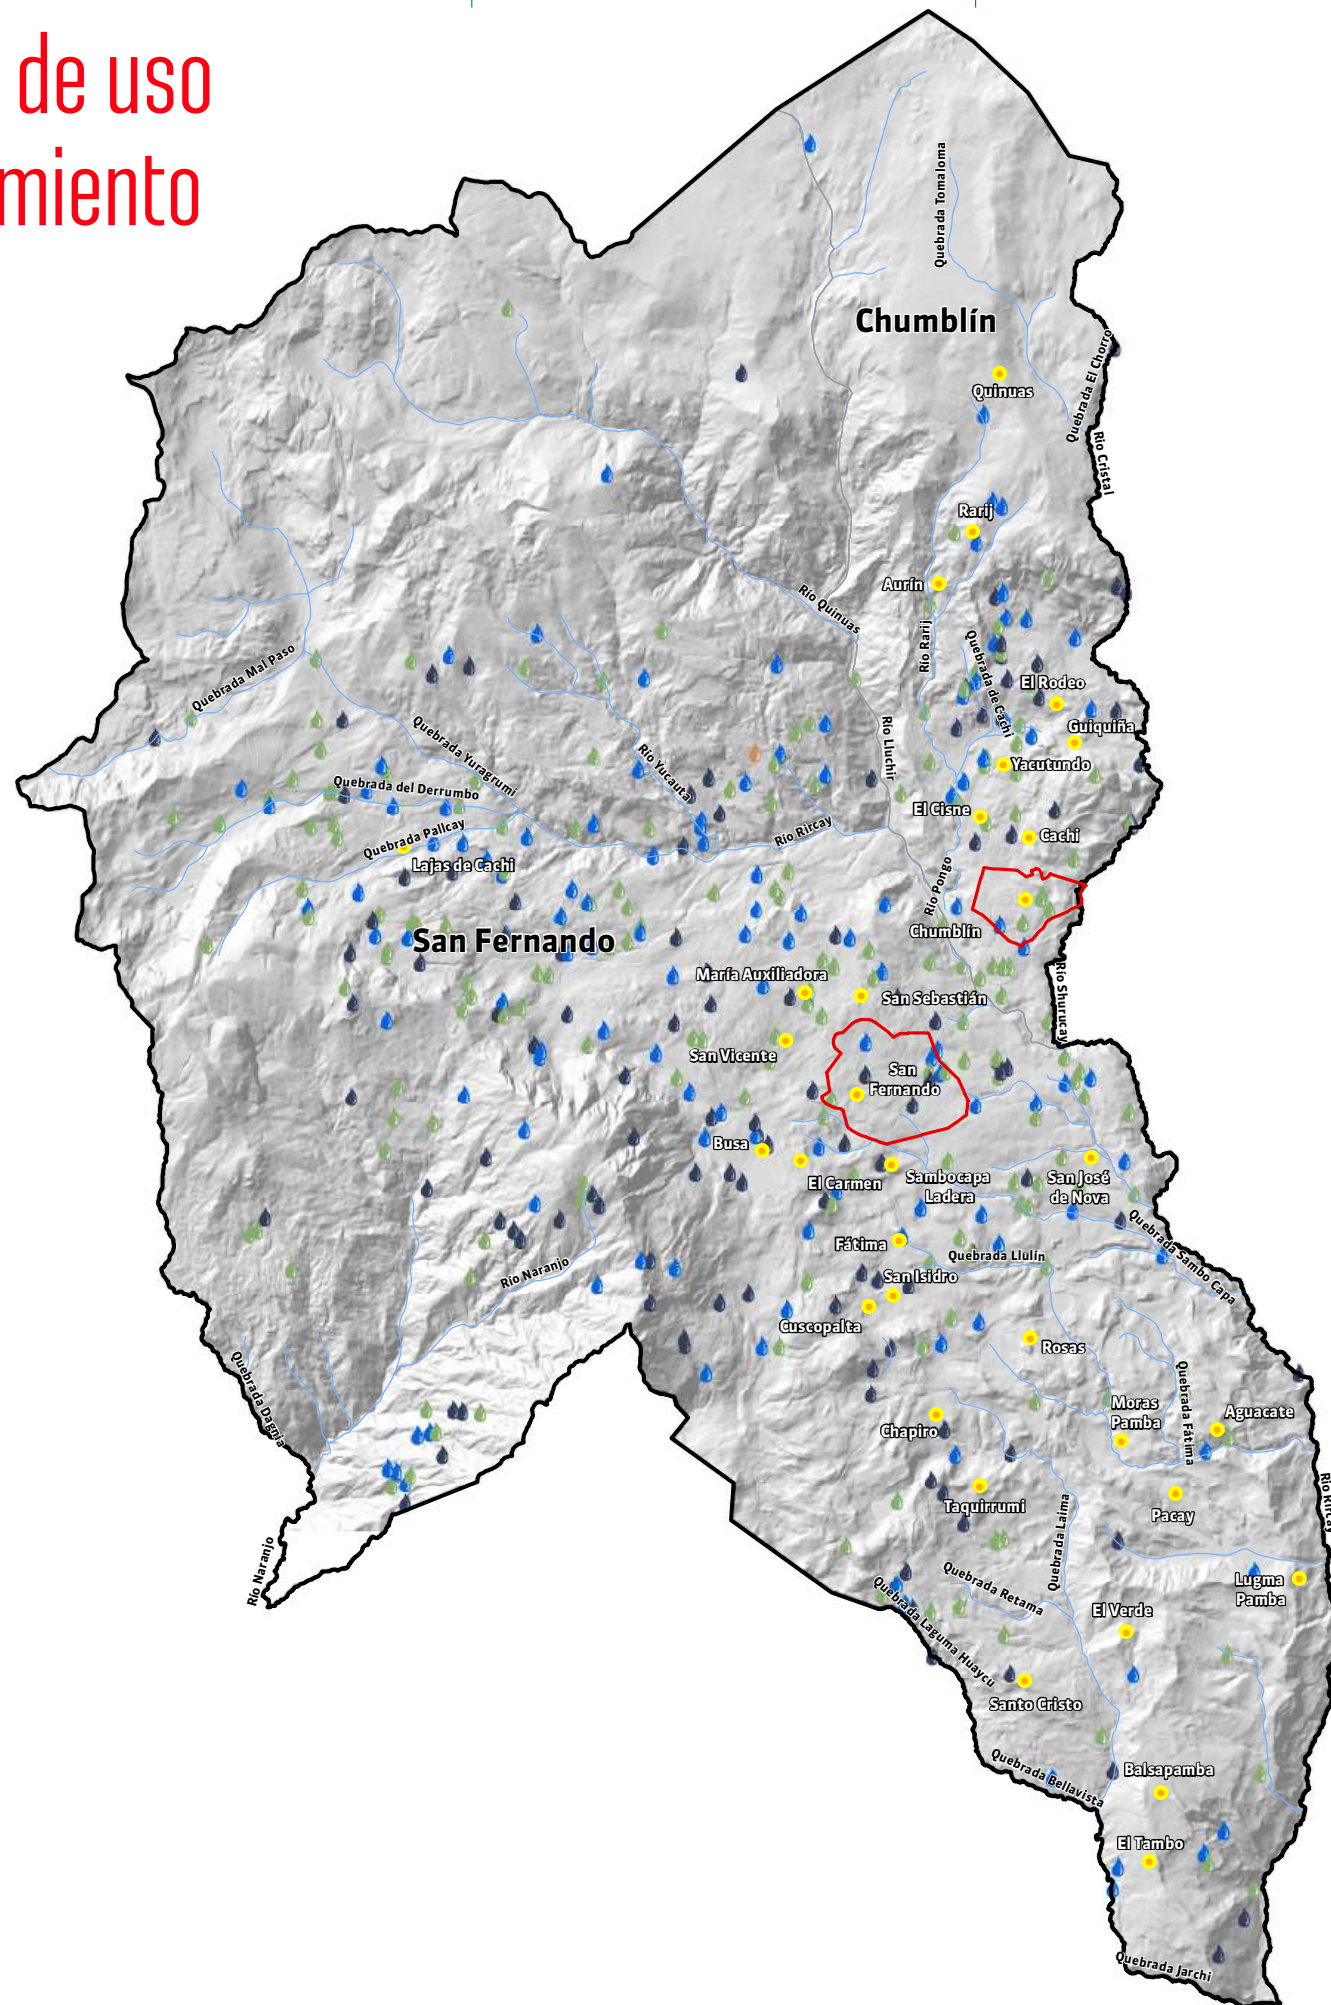 de uso
miento
Quebrada Tomaloma
Chumblín
Quebrada El Chorro
Quinuas
Río Cristal
Rarij
Aurín
Río Quinuas
Río Rarij
Quebrada de Cachi
Quebrada Mal Paso
El Rodeo
Guiquiña
Quebrada Yuragrumi
Río Yucauta
Río Lluchir
Yacutundo
Quebrada del Derrumbo
El Cisne
Quebrada Pallcay
Río Rircay
Cachi
Lajas de Cachi
Río Pongo
San Fernando
Chumblín
María Auxiliadora
San Sebastián
Río Shurucay
San Vicente
San
Fernando
Busa
El Carmen
Sambocapa
Ladera
San José
de Nova
Quebrada Sambo Capa
Fátima
Quebrada Llulín
Río Naranjo
San Isidro
Cuscopalta
Rosas
Quebrada Dagnia
Quebrada Fátima
Moras
Pamba
Aguacate
Chapiro
Río Rircay
Taquirrumi
Pacay
Quebrada Laima
Río Naranjo
Quebrada Retama
Lugma
Pamba
Quebrada Laguma Huaycu
El Verde
Santo Cristo
Quebrada Bellavista
Balsapamba
El Tambo
Quebrada Jarchi